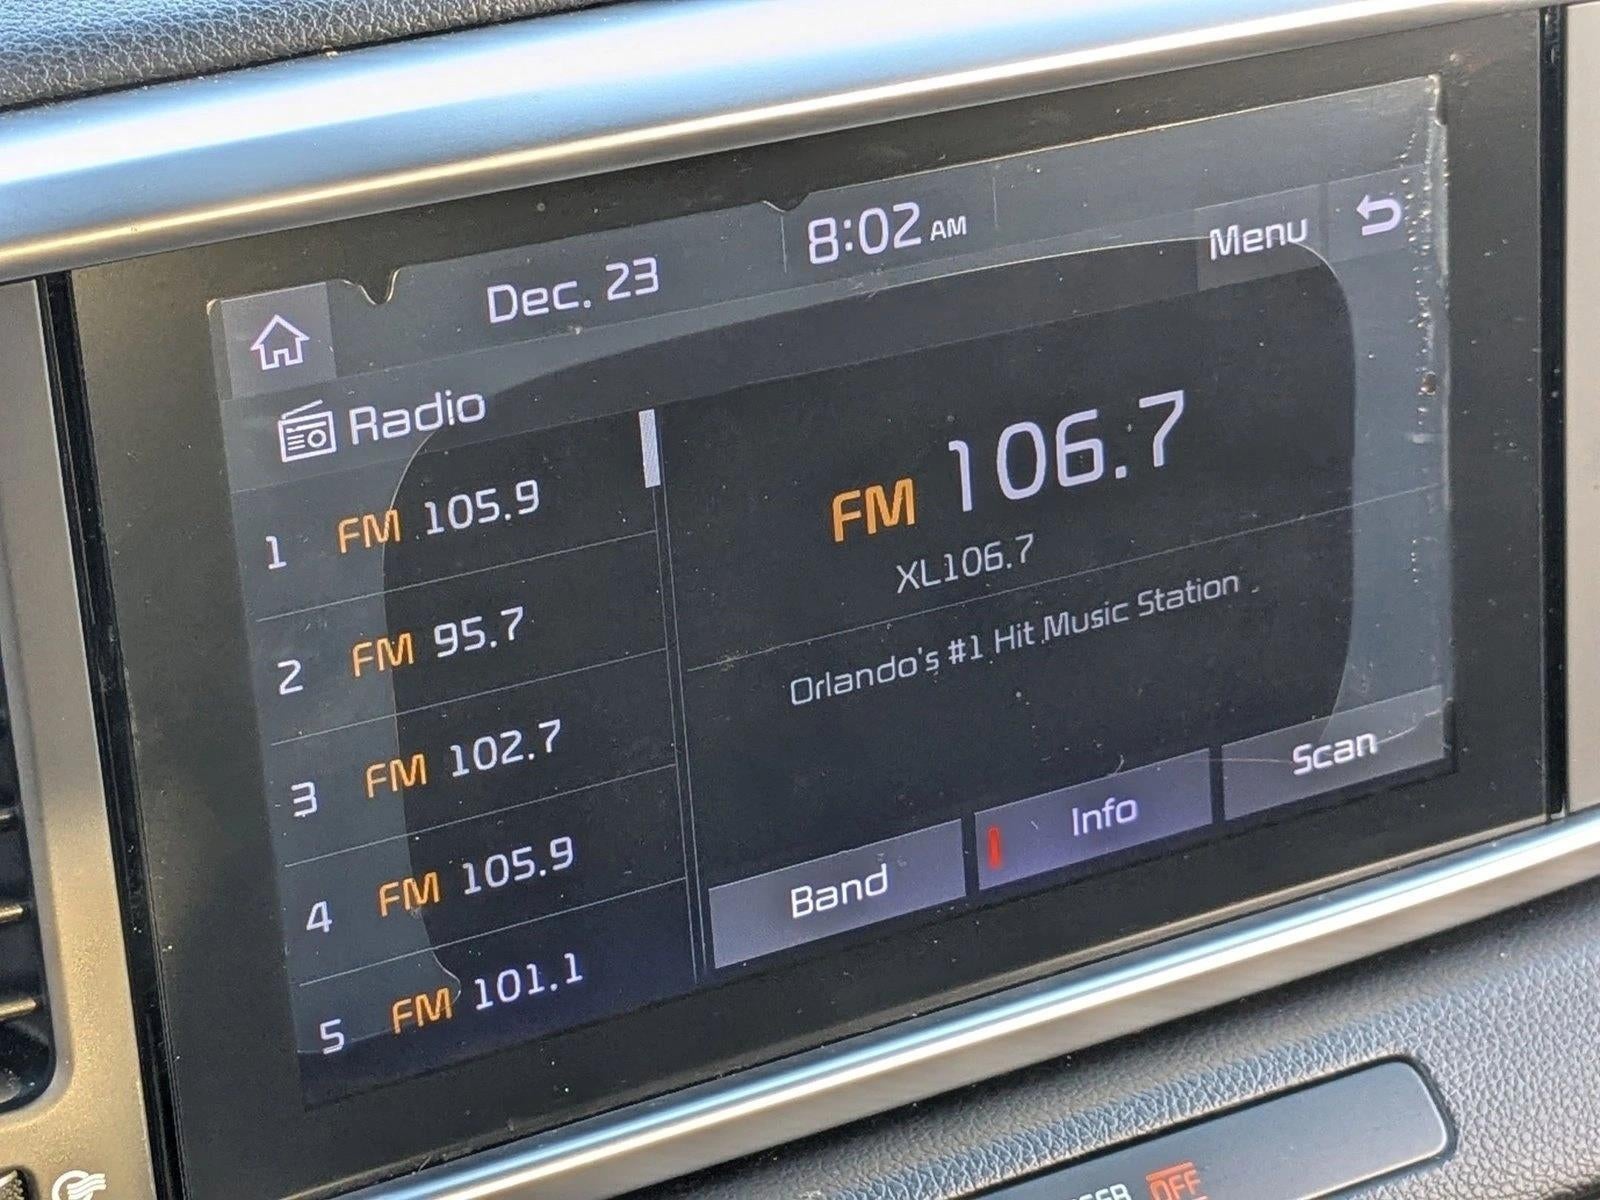 Dec. 23
8:02 AM
Menu
Radio
1 FM 105.9
2 FM 95.7
3 FM 102.7
4 FM 105.9
5 FM 101.1
FM 106.7
XL106.7
Orlando's #1 Hit Music Station
Band
Info
Scan
OFF